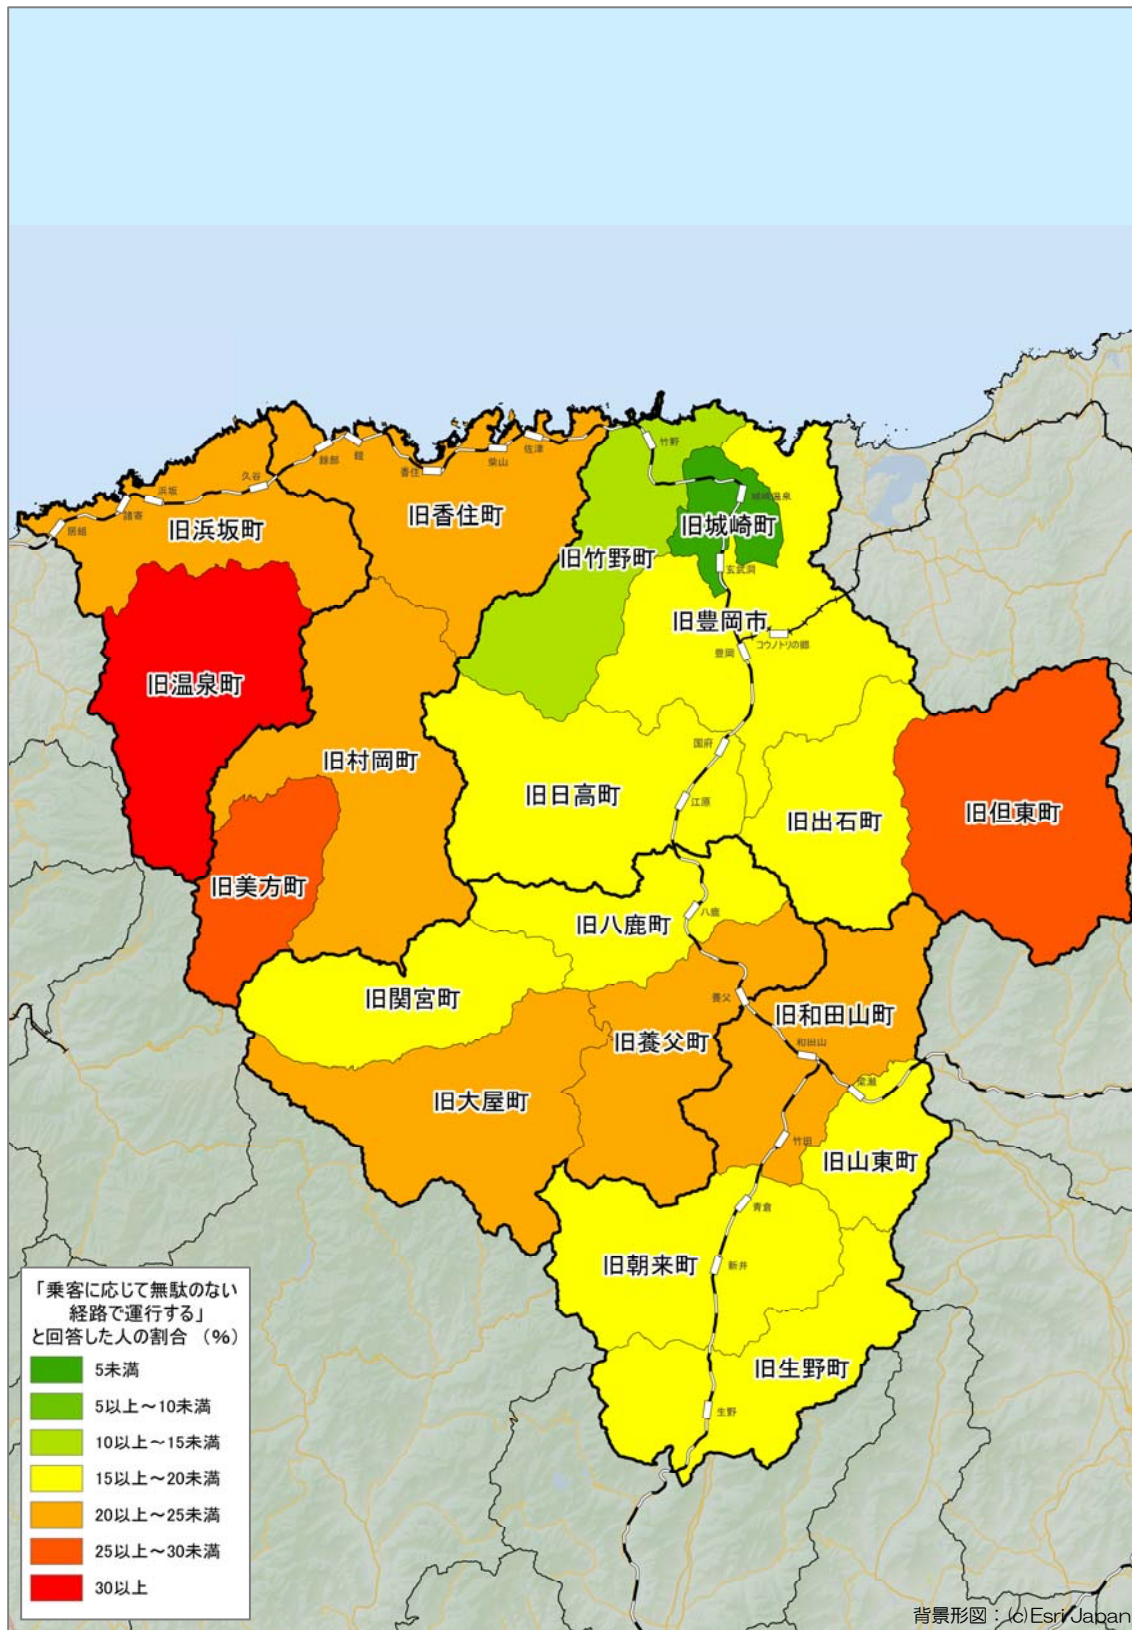 竹野
佐津
柴山
香住
鎧
餘部
久谷
浜坂
諸寄
居組
旧浜坂町
旧香住町
城崎温泉
旧城崎町
旧竹野町
玄武洞
旧豊岡市
コウノトリの郷
豊岡
旧温泉町
国府
旧村岡町
旧日高町
江原
旧出石町
旧但東町
旧美方町
八鹿
旧八鹿町
旧関宮町
養父
旧和田山町
旧養父町
和田山
梁瀬
旧大屋町
竹田
旧山東町
青倉
旧朝来町
新井
旧生野町
生野
「乗客に応じて無駄のない
経路で運行する」
と回答した人の割合 （%）
5未満
5以上～10未満
10以上～15未満
15以上～20未満
20以上～25未満
25以上～30未満
30以上
背景形図：(c)Esri Japan